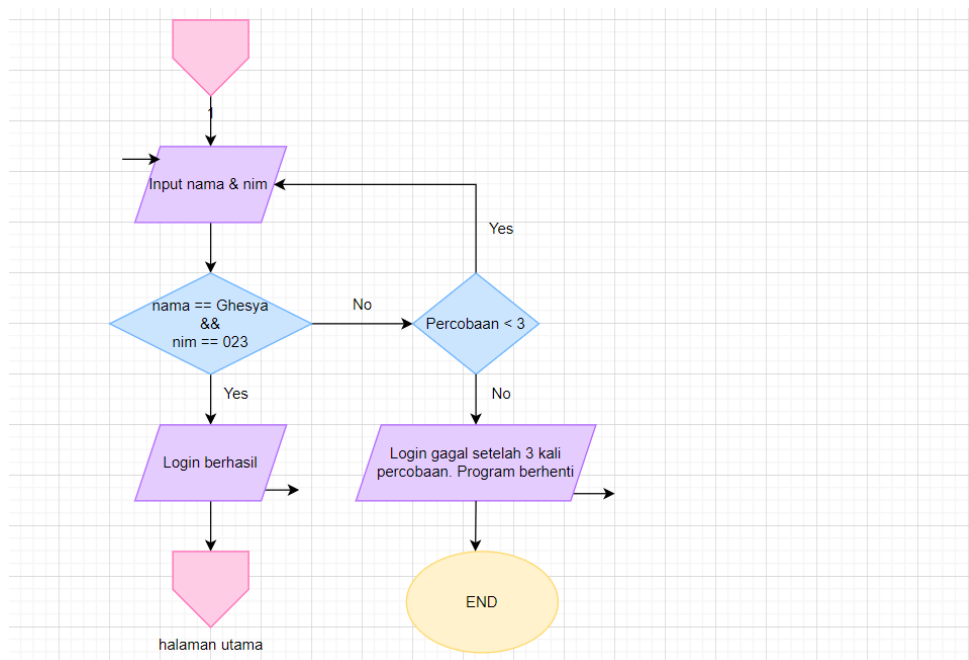 1
Input nama & nim
Yes
nama == Ghesya
&&
nim == 023
No
Percobaan < 3
Yes
No
Login berhasil
Login gagal setelah 3 kali
percobaan. Program berhenti
END
halaman utama